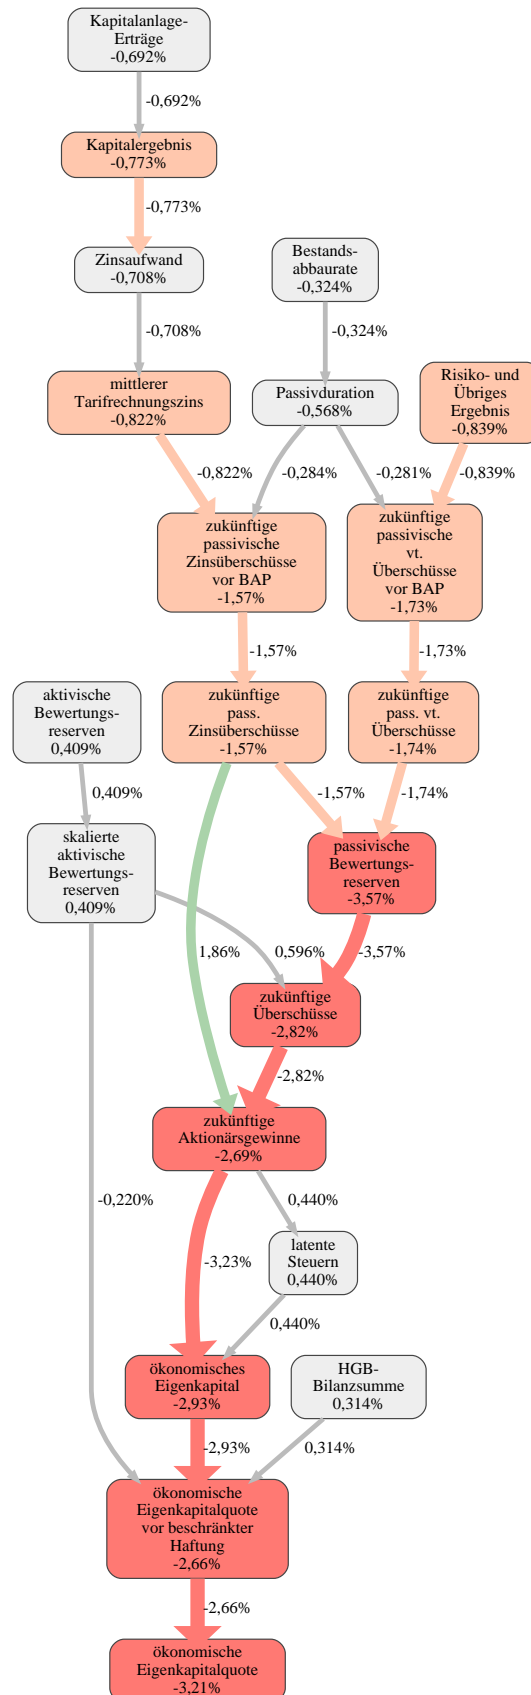 Kapitalanlage-
Erträge
-0,692%
-0,692%
Kapitalergebnis
-0,773%
-0,773%
Zinsaufwand
-0,708%
Bestands-
abbaurate
-0,324%
-0,708%
-0,324%
mittlerer
Tarifrechnungszins
-0,822%
Passivduration
-0,568%
Risiko- und
Übriges
Ergebnis
-0,839%
-0,822%
-0,284%
-0,281%
-0,839%
zukünftige
passivische
Zinsüberschüsse
vor BAP
-1,57%
zukünftige
passivische
vt.
Überschüsse
vor BAP
-1,73%
-1,57%
-1,73%
aktivische
Bewertungs-
reserven
0,409%
zukünftige
pass.
Zinsüberschüsse
-1,57%
zukünftige
pass. vt.
Überschüsse
-1,74%
0,409%
-1,57%
-1,74%
skalierte
aktivische
Bewertungs-
reserven
0,409%
passivische
Bewertungs-
reserven
-3,57%
1,86%
0,596%
-3,57%
zukünftige
Überschüsse
-2,82%
-2,82%
zukünftige
Aktionärsgewinne
-2,69%
-0,220%
0,440%
-3,23%
latente
Steuern
0,440%
0,440%
ökonomisches
Eigenkapital
-2,93%
HGB-
Bilanzsumme
0,314%
-2,93%
0,314%
ökonomische
Eigenkapitalquote
vor beschränkter
Haftung
-2,66%
-2,66%
ökonomische
Eigenkapitalquote
-3,21%